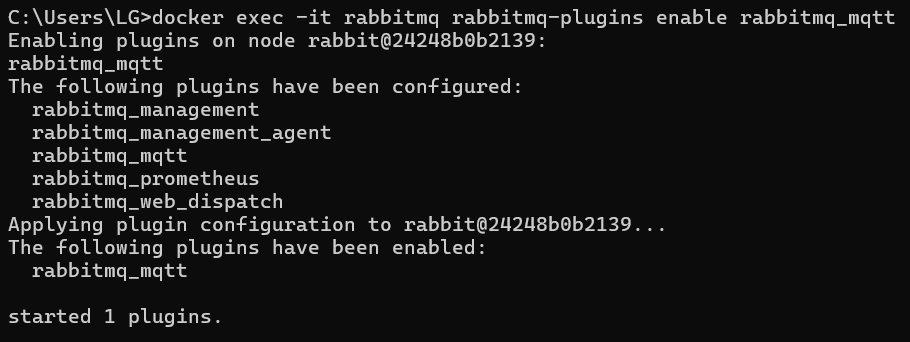 C:\Users\LG>docker exec -it rabbitmq rabbitmq-plugins enable rabbitmq_mqtt
Enabling plugins on node rabbit@24248b0b2139:
rabbitmq_mqtt
The following plugins have been configured:
  rabbitmq_management
  rabbitmq_management_agent
  rabbitmq_mqtt
  rabbitmq_prometheus
  rabbitmq_web_dispatch
Applying plugin configuration to rabbit@24248b0b2139...
The following plugins have been enabled:
  rabbitmq_mqtt

started 1 plugins.